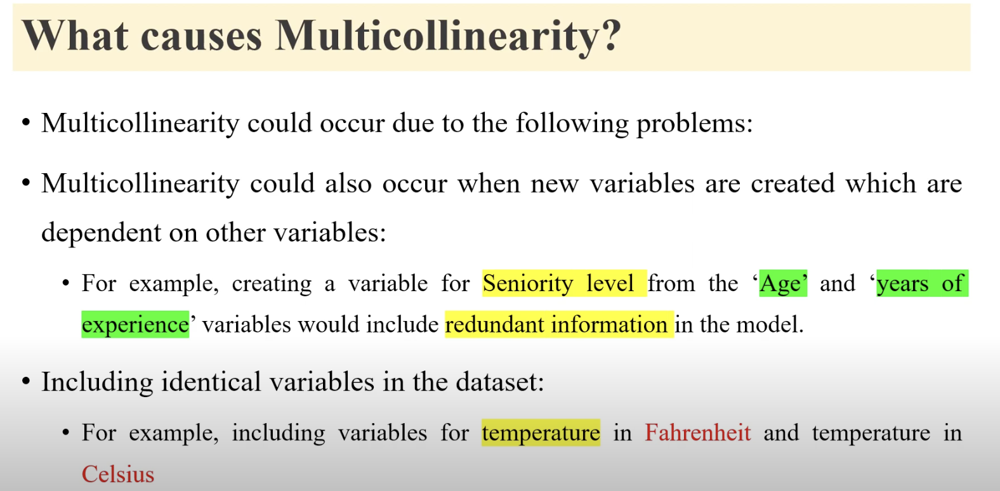 What causes Multicollinearity?
• Multicollinearity could occur due to the following problems:
• Multicollinearity could also occur when new variables are created which are
dependent on other variables:
• For example, creating a variable for Seniority level from the ‘Age’ and ‘years of
experience’ variables would include redundant information in the model.
• Including identical variables in the dataset:
• For example, including variables for temperature in Fahrenheit and temperature in
Celsius